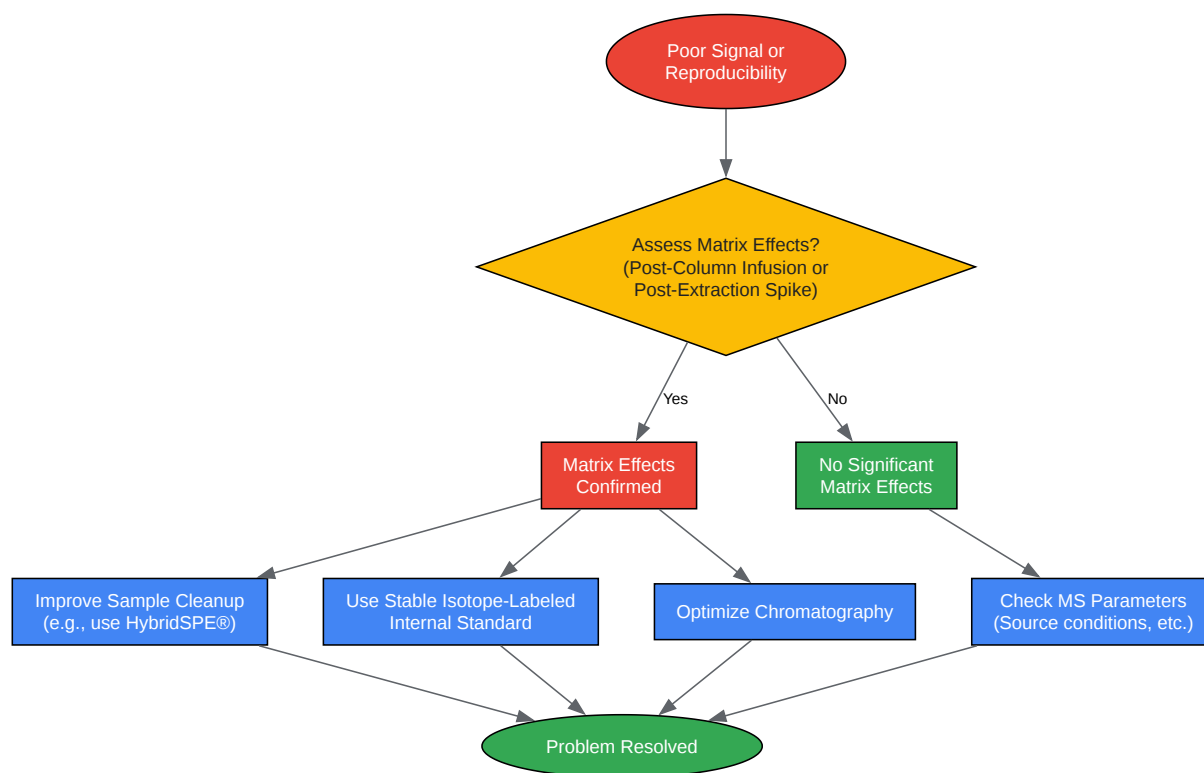 Poor Signal or
Reproducibility
Assess Matrix Effects?
(Post-Column Infusion or
Post-Extraction Spike)
Yes
No
Matrix Effects
Confirmed
No Significant
Matrix Effects
Improve Sample Cleanup
(e.g., use HybridSPE®)
Use Stable Isotope-Labeled
Internal Standard
Optimize Chromatography
Check MS Parameters
(Source conditions, etc.)
Problem Resolved